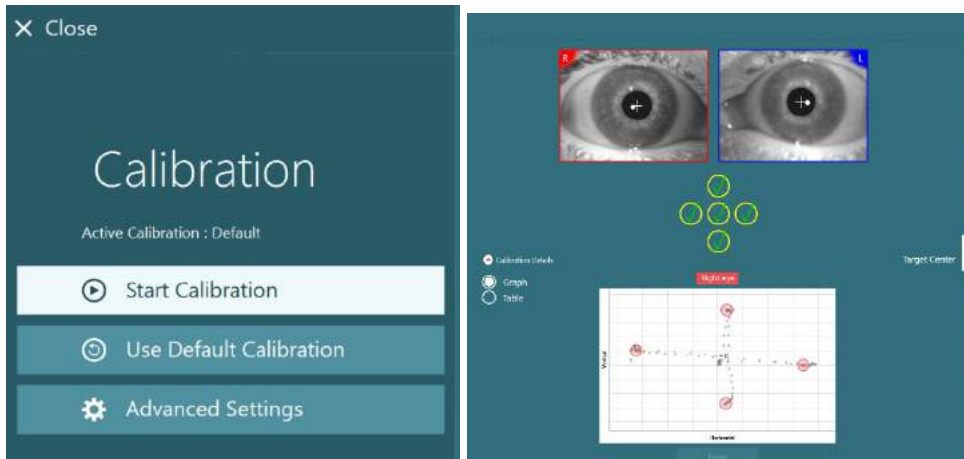 Close
Calibration
Active Calibration : Default
Start Calibration
Use Default Calibration
Advanced Settings
R
L
Calibration Details
Target Center
Graph
Table
Right eye
Vertical
Horizontal